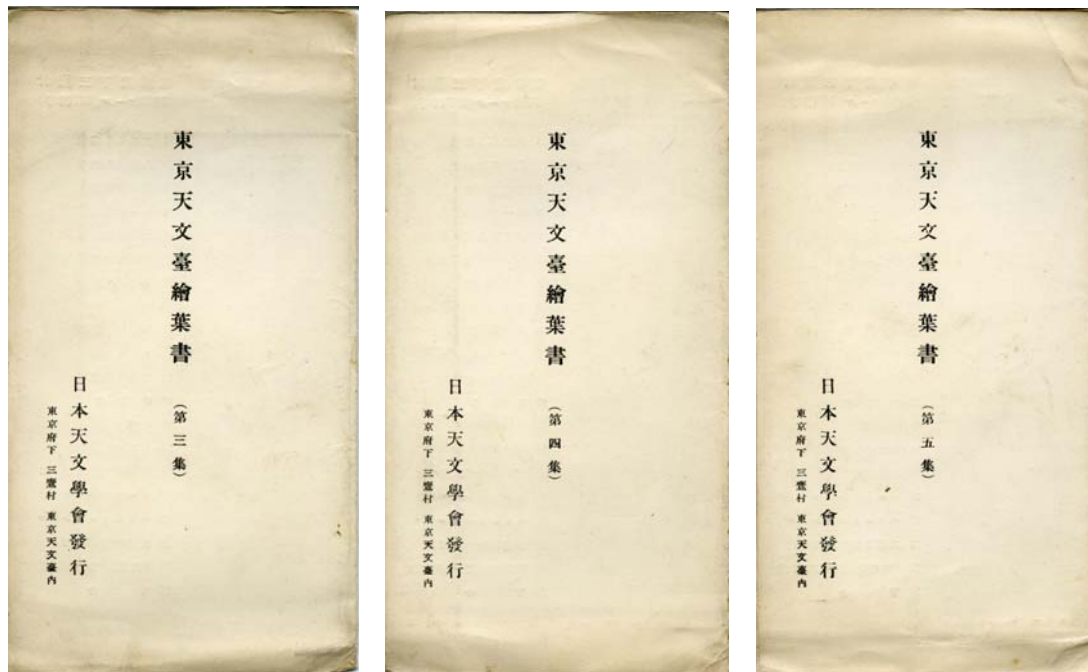 東京天文臺繪葉書
（第三集）
日本天文學會發行
東京府下 三鷹村 東京天文臺內
東京天文臺繪葉書
（第四集）
日本天文學會發行
東京府下 三鷹村 東京天文臺內
東京天文臺繪葉書
（第五集）
日本天文學會發行
東京府下 三鷹村 東京天文臺內